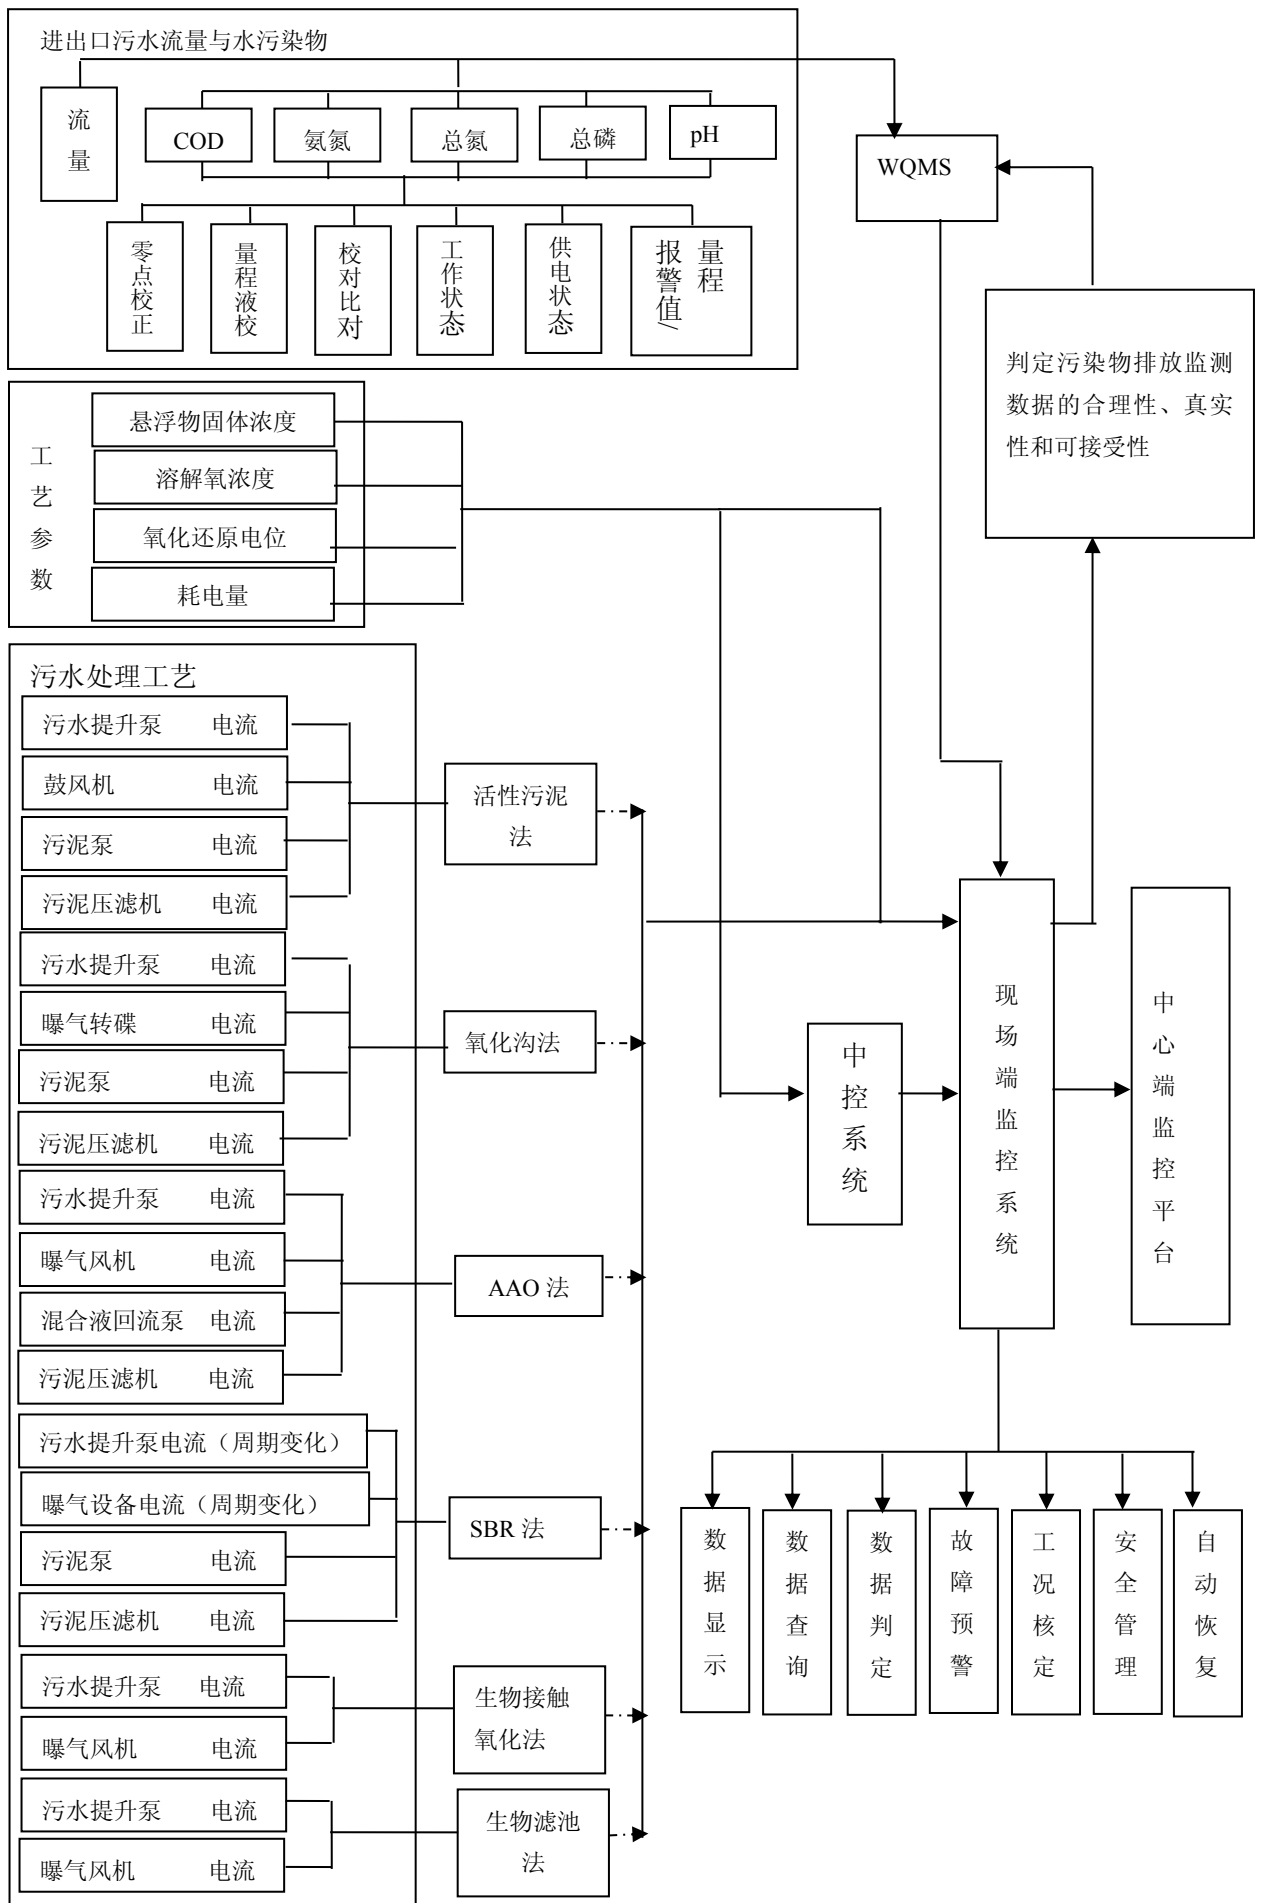 进出口污水流量与水污染物
流量
COD
氨氮
总氮
总磷
pH
WQMS
零点校正
量程液校
校对比对
工作状态
供电状态
量程
报警值/
判定污染物排放监测
数据的合理性、真实
性和可接受性
工艺参数
悬浮物固体浓度
溶解氧浓度
氧化还原电位
耗电量
污水处理工艺
污水提升泵 电流
鼓风机 电流
污泥泵 电流
污泥压滤机 电流
活性污泥
法
污水提升泵 电流
曝气转碟 电流
污泥泵 电流
污泥压滤机 电流
氧化沟法
污水提升泵 电流
曝气风机 电流
混合液回流泵 电流
污泥压滤机 电流
AAO 法
污水提升泵电流（周期变化）
曝气设备电流（周期变化）
污泥泵 电流
污泥压滤机 电流
SBR 法
污水提升泵 电流
曝气风机 电流
生物接触
氧化法
污水提升泵 电流
曝气风机 电流
生物滤池
法
中控系统
现场端监控系统
中心端监控平台
数据显示
数据查询
数据判定
故障预警
工况核定
安全管理
自动恢复